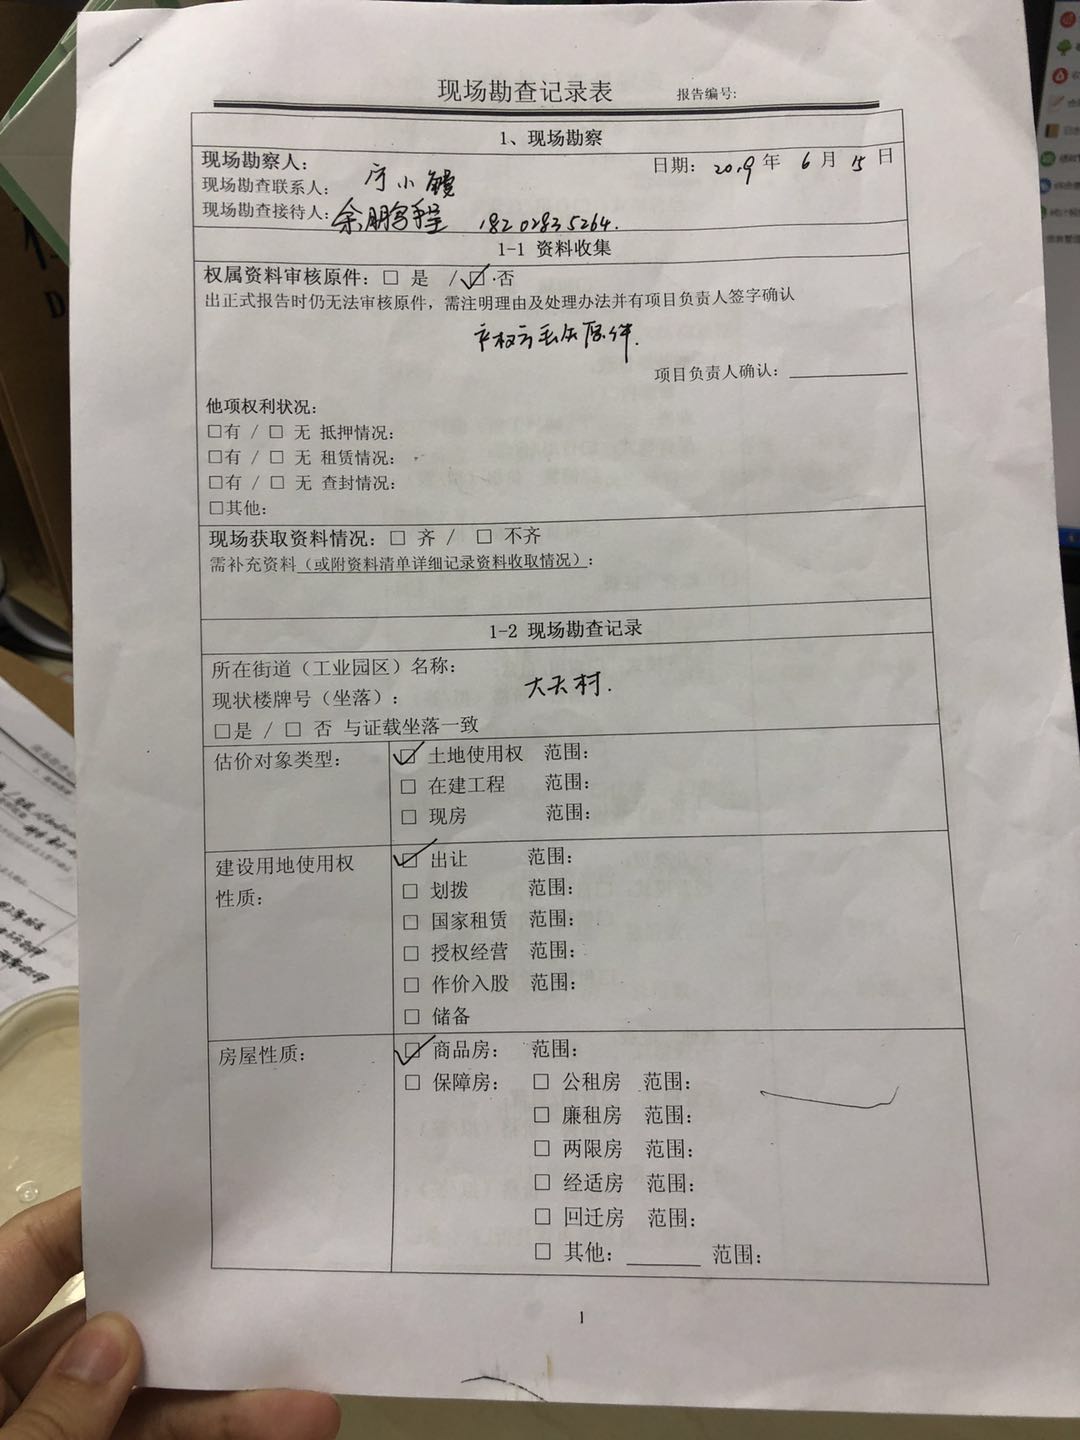 现场勘查记录表 报告编号:
1、现场勘察
现场勘察人： 日期： 2019 年 6 月 15 日
现场勘查联系人： 小
现场勘查接待人： 余鹏程 18202835264.
1-1 资料收集
权属资料审核原件：□ 是 /☑·否
出正式报告时仍无法审核原件，需注明理由及处理办法并有项目负责人签字确认
产权方丢失原件.
项目负责人确认：
他项权利状况：
□有 / □ 无 抵押情况：
□有 / □ 无 租赁情况：
□有 / □ 无 查封情况：
□其他：
现场获取资料情况：□ 齐 / □ 不齐
需补充资料（或附资料清单详细记录资料收取情况）：
1-2 现场勘查记录
所在街道（工业园区）名称：
现状楼牌号（坐落）： 大天村.
□是 / □ 否 与证载坐落一致
估价对象类型： ☑ 土地使用权 范围：
□ 在建工程 范围：
□ 现房 范围：
建设用地使用权性质： ☑ 出让 范围：
□ 划拨 范围：
□ 国家租赁 范围：
□ 授权经营 范围：
□ 作价入股 范围：
□ 储备
房屋性质： ☑ 商品房： 范围：
□ 保障房： □ 公租房 范围：
□ 廉租房 范围：
□ 两限房 范围：
□ 经适房 范围：
□ 回迁房 范围：
□ 其他：______ 范围：
1